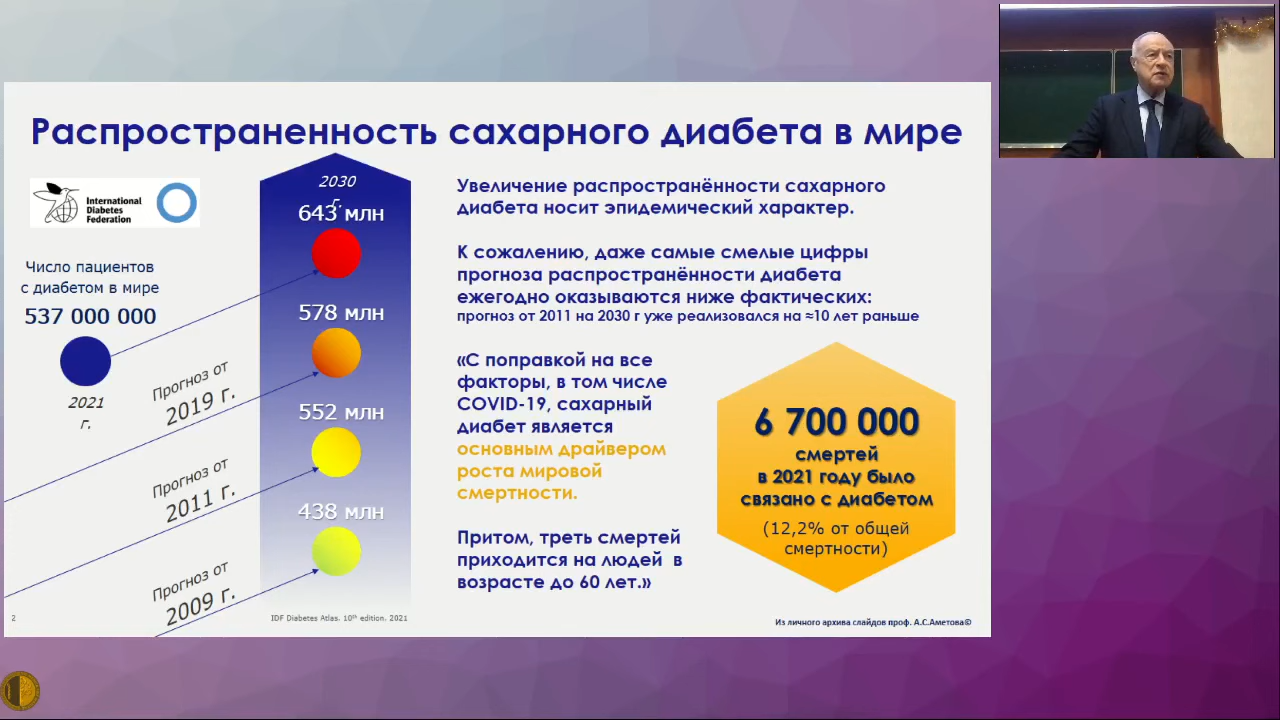 Распространенность сахарного диабета в мире
International
Diabetes
Federation
Число пациентов
с диабетом в мире
537 000 000
2021
г.
2030
г.
643 млн
578 млн
Прогноз от
2019 г.
552 млн
Прогноз от
2011 г.
438 млн
Прогноз от
2009 г.
Увеличение распространённости сахарного
диабета носит эпидемический характер.
К сожалению, даже самые смелые цифры
прогноза распространённости диабета
ежегодно оказываются ниже фактических:
прогноз от 2011 на 2030 г уже реализовался на ≈10 лет раньше
«С поправкой на все
факторы, в том числе
COVID-19, сахарный
диабет является
основным драйвером
роста мировой
смертности.
Притом, треть смертей
приходится на людей в
возрасте до 60 лет.»
6 700 000
смертей
в 2021 году было
связано с диабетом
(12,2% от общей
смертности)
2
IDF Diabetes Atlas. 10th edition. 2021
Из личного архива слайдов проф. А.С.Аметова©